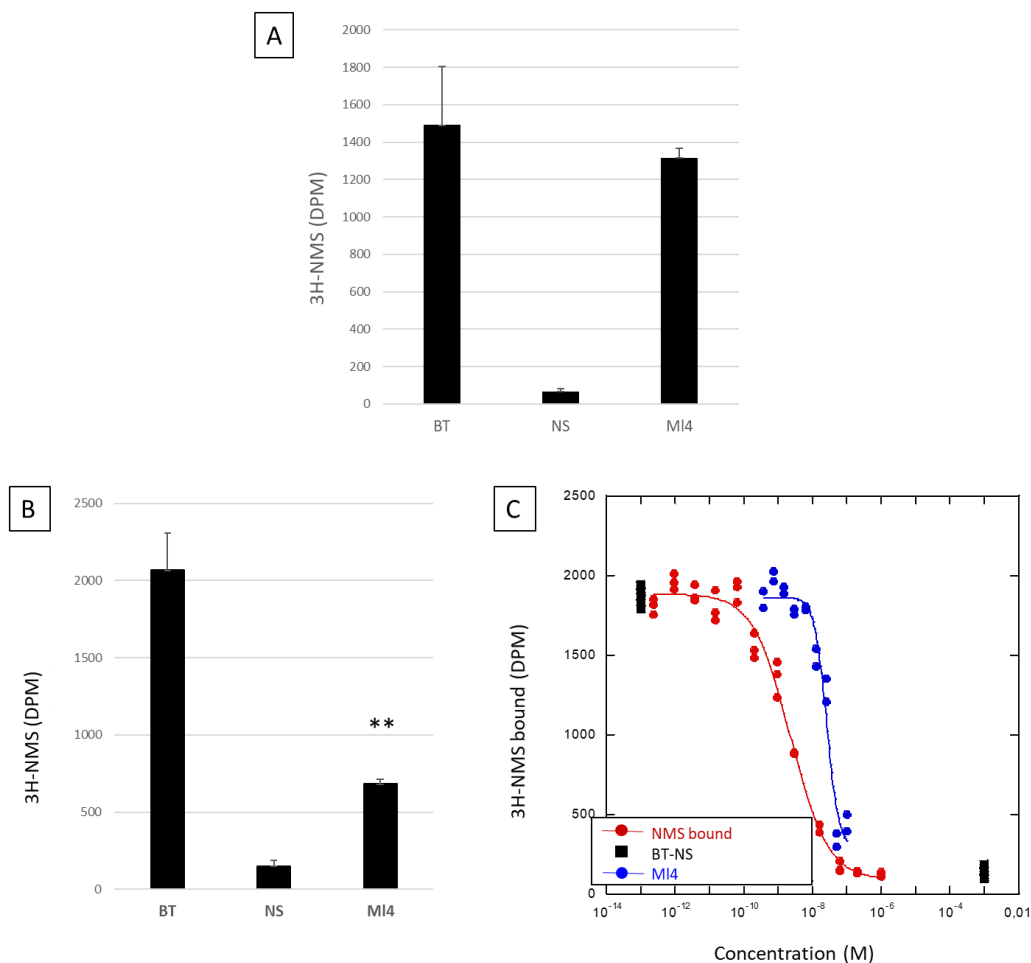 A
3H-NMS (DPM)
2000
1800
1600
1400
1200
1000
800
600
400
200
0
BT NS MI4
B
3H-NMS (DPM)
2500
2000
1500
1000
500
0
**
BT NS MI4
C
3H-NMS bound (DPM)
2500
2000
1500
1000
500
0
NMS bound
BT-NS
MI4
10⁻¹⁴ 10⁻¹² 10⁻¹⁰ 10⁻⁸ 10⁻⁶ 10⁻⁴ 0,01
Concentration (M)